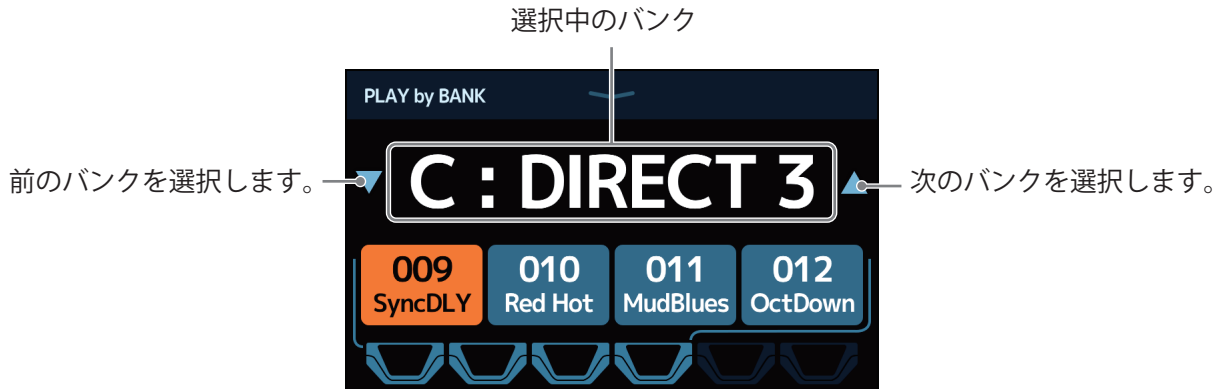 選択中のバンク
PLAY by BANK
前のバンクを選択します。
C : DIRECT 3
次のバンクを選択します。
009
SyncDLY
010
Red Hot
011
MudBlues
012
OctDown